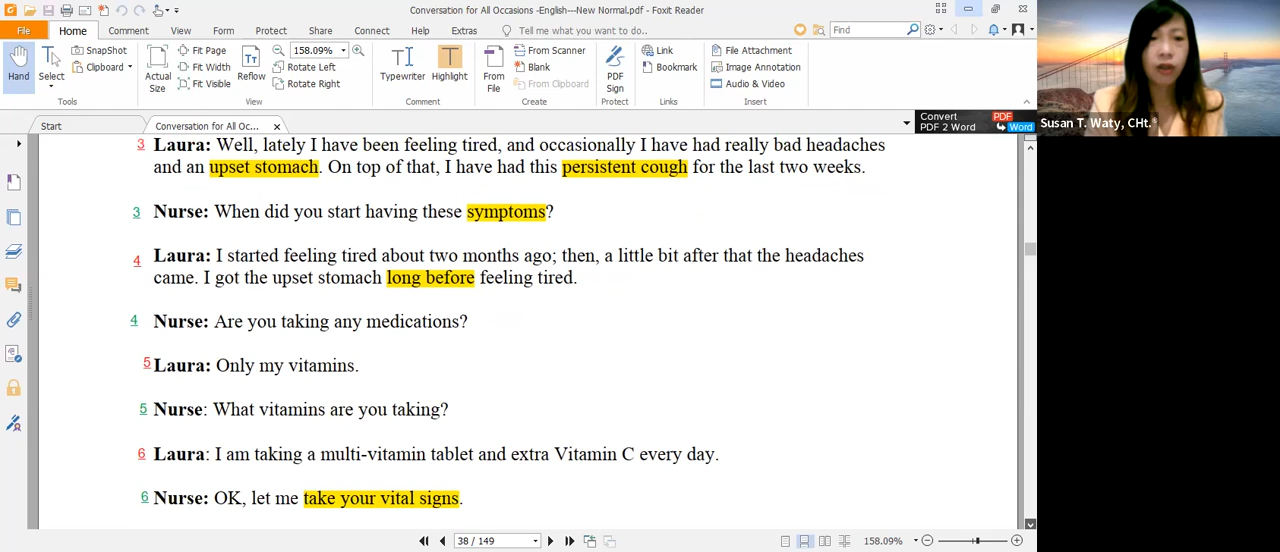 Conversation for All Occasions -English---New Normal.pdf - Foxit Reader
File Home Comment View Form Protect Share Connect Help Extras Tell me what you want to do.. Find
Hand
Select
SnapShot
Clipboard
Actual Size
Fit Page
Fit Width
Fit Visible
Reflow
158.09%
Rotate Left
Rotate Right
Typewriter
Highlight
From File
From Scanner
Blank
From Clipboard
PDF Sign
Link
Bookmark
File Attachment
Image Annotation
Audio & Video
Tools View Comment Create Protect Links Insert
Start
Conversation for All Oc...
Convert PDF
PDF 2 Word Word
3 Laura: Well, lately I have been feeling tired, and occasionally I have had really bad headaches
and an upset stomach. On top of that, I have had this persistent cough for the last two weeks.
3 Nurse: When did you start having these symptoms?
4 Laura: I started feeling tired about two months ago; then, a little bit after that the headaches
came. I got the upset stomach long before feeling tired.
4 Nurse: Are you taking any medications?
5 Laura: Only my vitamins.
5 Nurse: What vitamins are you taking?
6 Laura: I am taking a multi-vitamin tablet and extra Vitamin C every day.
6 Nurse: OK, let me take your vital signs.
38 / 149
158.09%
Susan T. Waty, CHt.®